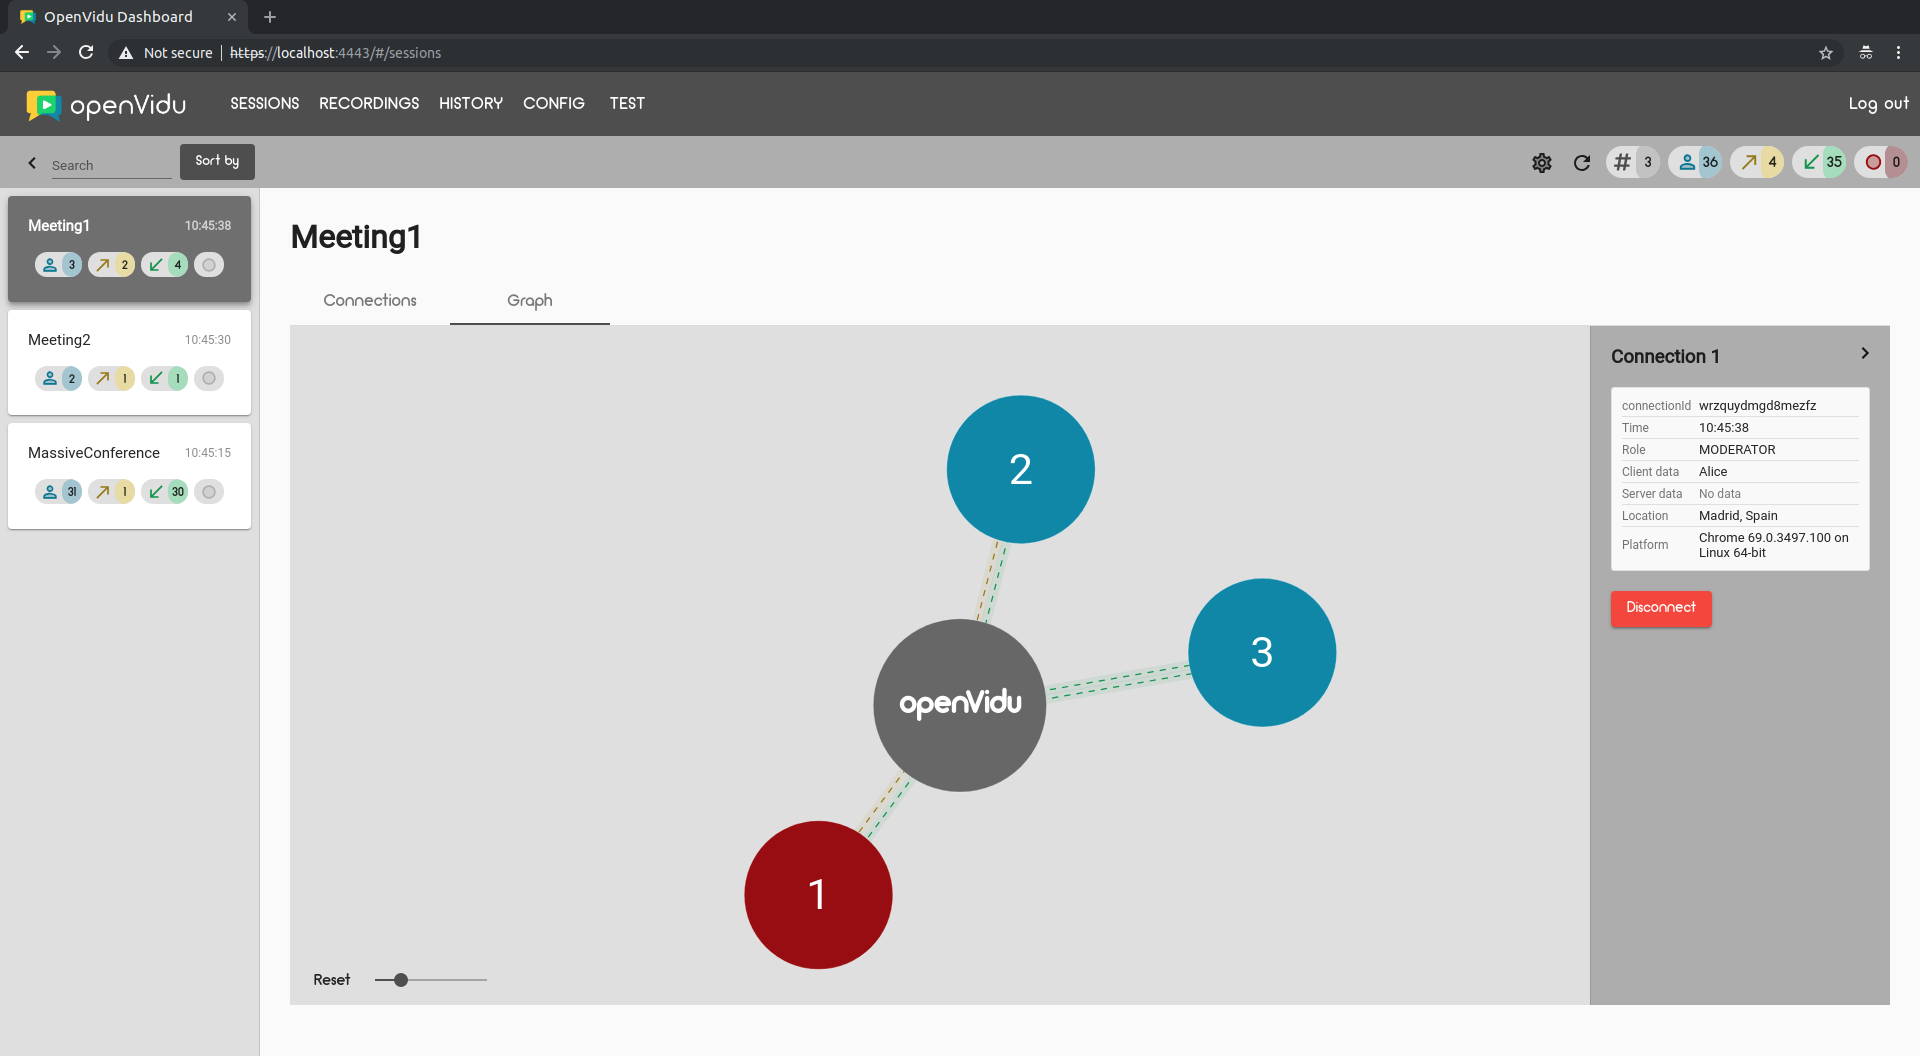 OpenVidu Dashboard
Not secure | https://localhost:4443/#/sessions
openVidu SESSIONS RECORDINGS HISTORY CONFIG TEST Log out
Search Sort by # 3 36 4 35 0
Meeting1 10:45:38
3 2 4
Meeting2 10:45:30
2 1 1
MassiveConference 10:45:15
31 1 30
Meeting1
Connections Graph
2
3
openVidu
1
Reset
Connection 1
connectionId wrzquydmgd8mezfz
Time 10:45:38
Role MODERATOR
Client data Alice
Server data No data
Location Madrid, Spain
Platform Chrome 69.0.3497.100 on
Linux 64-bit
Disconnect